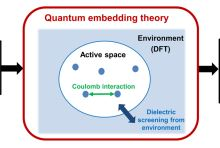 Quantum embedding theory
Environment
(DFT)
Active space
Coulomb interaction
Dielectric
screening from
environment